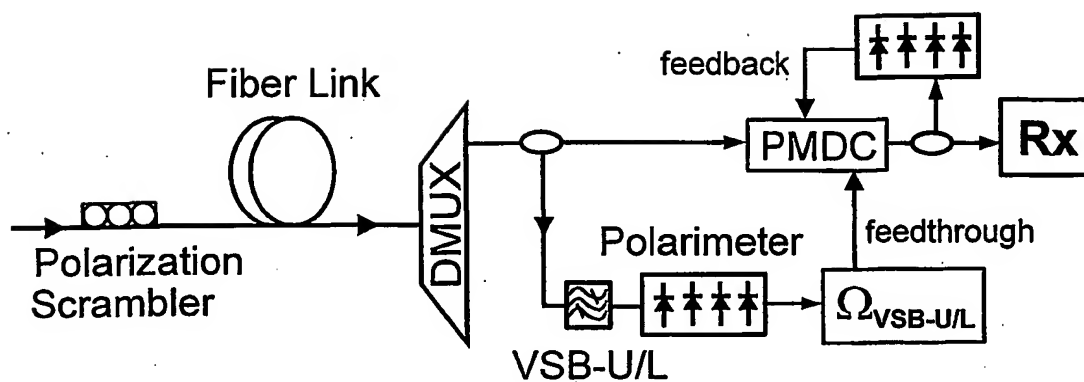 feedback
Fiber Link
PMDC
Rx
DMUX
Polarimeter
feedthrough
Polarization
Scrambler
Ω_VSB-U/L
VSB-U/L